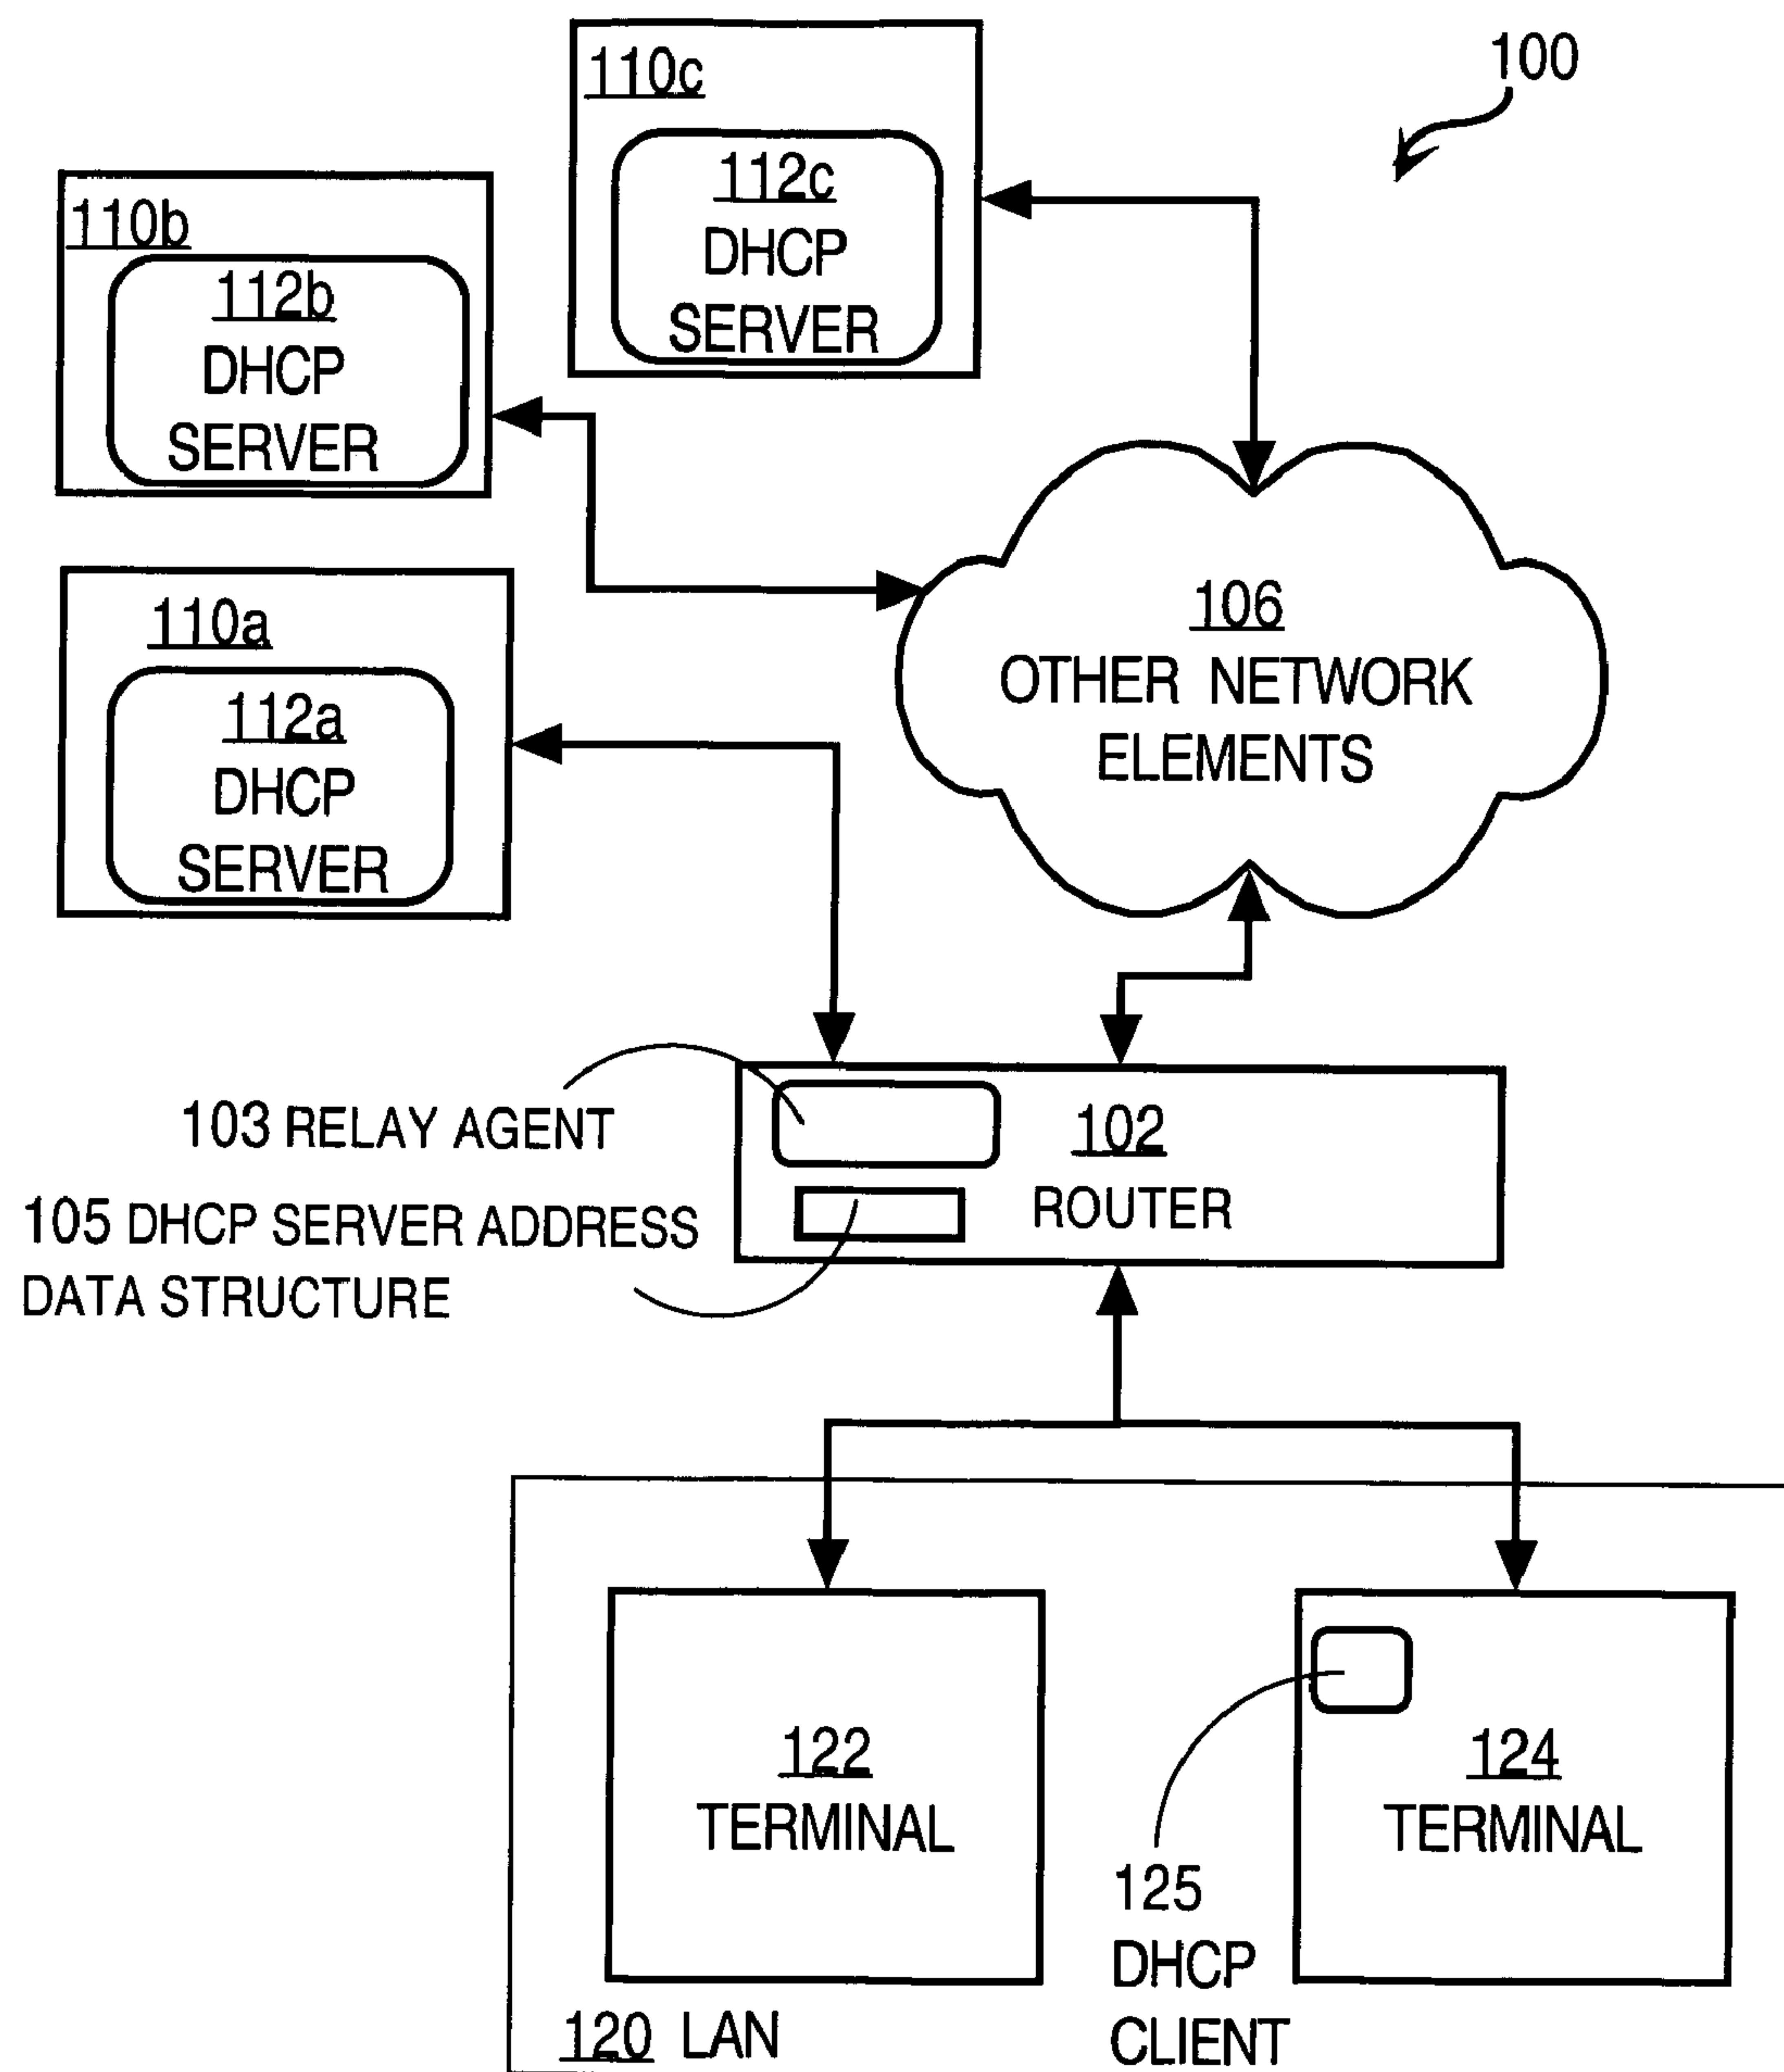 100
110c
112c
DHCP
SERVER
110b
112b
DHCP
SERVER
110a
112a
DHCP
SERVER
106
OTHER NETWORK
ELEMENTS
103 RELAY AGENT
105 DHCP SERVER ADDRESS
DATA STRUCTURE
102
ROUTER
122
TERMINAL
124
TERMINAL
125
DHCP
CLIENT
120 LAN